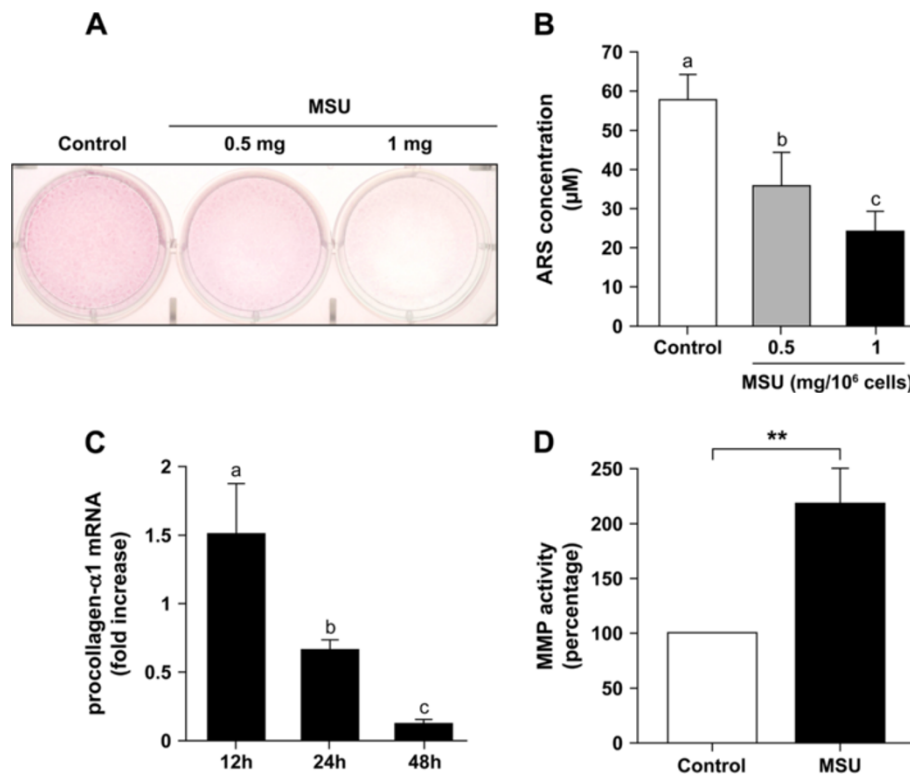 A
MSU
Control 0.5 mg 1 mg
B
ARS concentration
(µM)
70
60
50
40
30
20
10
0
a
b
c
Control 0.5 1
MSU (mg/10⁶ cells)
C
procollagen-α1 mRNA
(fold increase)
2
1.5
1
0.5
0
a
b
c
12h 24h 48h
D
MMP activity
(percentage)
**
250
200
150
100
50
0
Control MSU